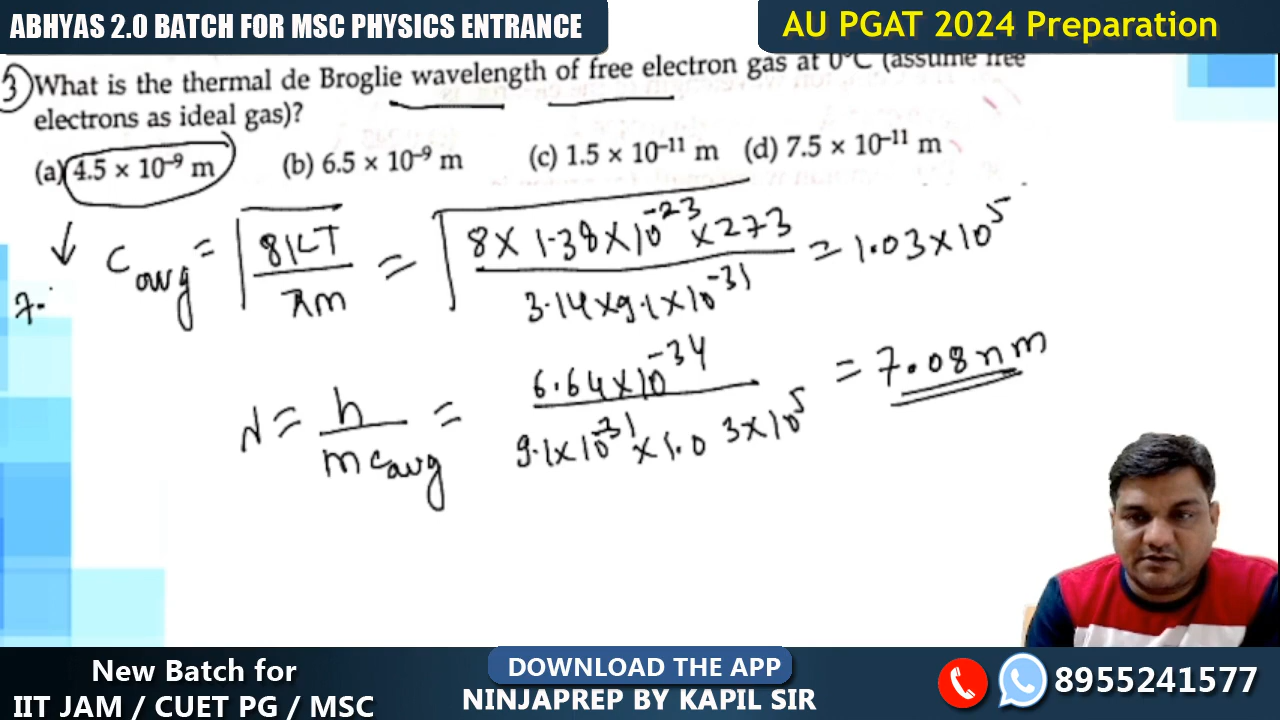 ABHYAS 2.0 BATCH FOR MSC PHYSICS ENTRANCE
AU PGAT 2024 Preparation
3 What is the thermal de Broglie wavelength of free electron gas at 0°C (assume free
electrons as ideal gas)?
(a) 4.5 × 10⁻⁹ m (b) 6.5 × 10⁻⁹ m (c) 1.5 × 10⁻¹¹ m (d) 7.5 × 10⁻¹¹ m
↓ C avg = √(8KT/πm) = √(8 × 1.38 × 10⁻²³ × 273 / 3.14 × 9.1 × 10⁻³¹) = 1.03 × 10⁵
7.
λ = h/m c avg = 6.64 × 10⁻³⁴ / 9.1 × 10⁻³¹ × 1.03 × 10⁵ = 7.08 nm
New Batch for
IIT JAM / CUET PG / MSC
DOWNLOAD THE APP
NINJAPREP BY KAPIL SIR
8955241577